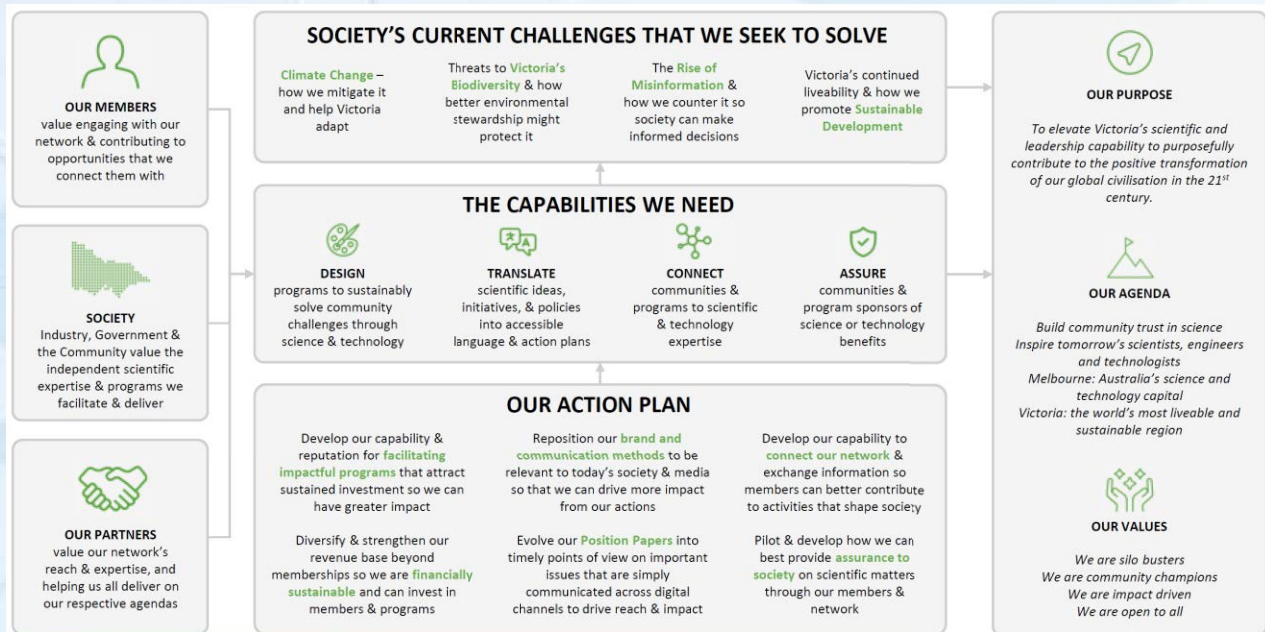 OUR MEMBERS
value engaging with our
network & contributing to
opportunities that we
connect them with
SOCIETY
Industry, Government &
the Community value the
independent scientific
expertise & programs we
facilitate & deliver
OUR PARTNERS
value our network's
reach & expertise, and
helping us all deliver on
our respective agendas
SOCIETY'S CURRENT CHALLENGES THAT WE SEEK TO SOLVE
Climate Change –
how we mitigate it
and help Victoria
adapt
Threats to Victoria's
Biodiversity & how
better environmental
stewardship might
protect it
The Rise of
Misinformation &
how we counter it so
society can make
informed decisions
Victoria's continued
liveability & how we
promote Sustainable
Development
THE CAPABILITIES WE NEED
DESIGN
programs to sustainably
solve community
challenges through
science & technology
TRANSLATE
scientific ideas,
initiatives, & policies
into accessible
language & action plans
CONNECT
communities &
programs to scientific
& technology
expertise
ASSURE
communities &
program sponsors of
science or technology
benefits
OUR ACTION PLAN
Develop our capability &
reputation for facilitating
impactful programs that attract
sustained investment so we can
have greater impact
Reposition our brand and
communication methods to be
relevant to today's society & media
so that we can drive more impact
from our actions
Develop our capability to
connect our network &
exchange information so
members can better contribute
to activities that shape society
Diversify & strengthen our
revenue base beyond
memberships so we are financially
sustainable and can invest in
members & programs
Evolve our Position Papers into
timely points of view on important
issues that are simply
communicated across digital
channels to drive reach & impact
Pilot & develop how we can
best provide assurance to
society on scientific matters
through our members &
network
OUR PURPOSE
To elevate Victoria's scientific and
leadership capability to purposefully
contribute to the positive transformation
of our global civilisation in the 21st
century.
OUR AGENDA
Build community trust in science
Inspire tomorrow's scientists, engineers
and technologists
Melbourne: Australia's science and
technology capital
Victoria: the world's most liveable and
sustainable region
OUR VALUES
We are silo busters
We are community champions
We are impact driven
We are open to all